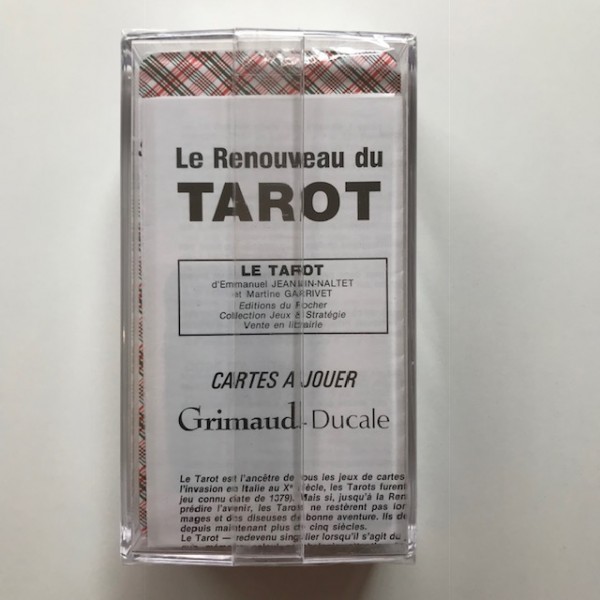 Le Renouveau du
TAROT
LE TAROT
d'Emmanuel JEANNIN-NALTET
et Martine GARRIVET
Editions du Rocher
Collection Jeux & Stratégie
Vente en librairie
CARTES A JOUER
Grimaud-Ducale
Le Tarot est l'ancêtre de tous les jeux de cartes
l'invasion en Italie au Xe siècle, les Tarots furent
jeu connu date de 1379). Mais si, jusqu'à la Ren
prédire l'avenir, les Tarots ne restèrent pas lon
mages et des diseuses de bonne aventure. Ils d
depuis maintenant plus de cinq siècles.
Le Tarot — redevenu singulier lorsqu'il s'agit du